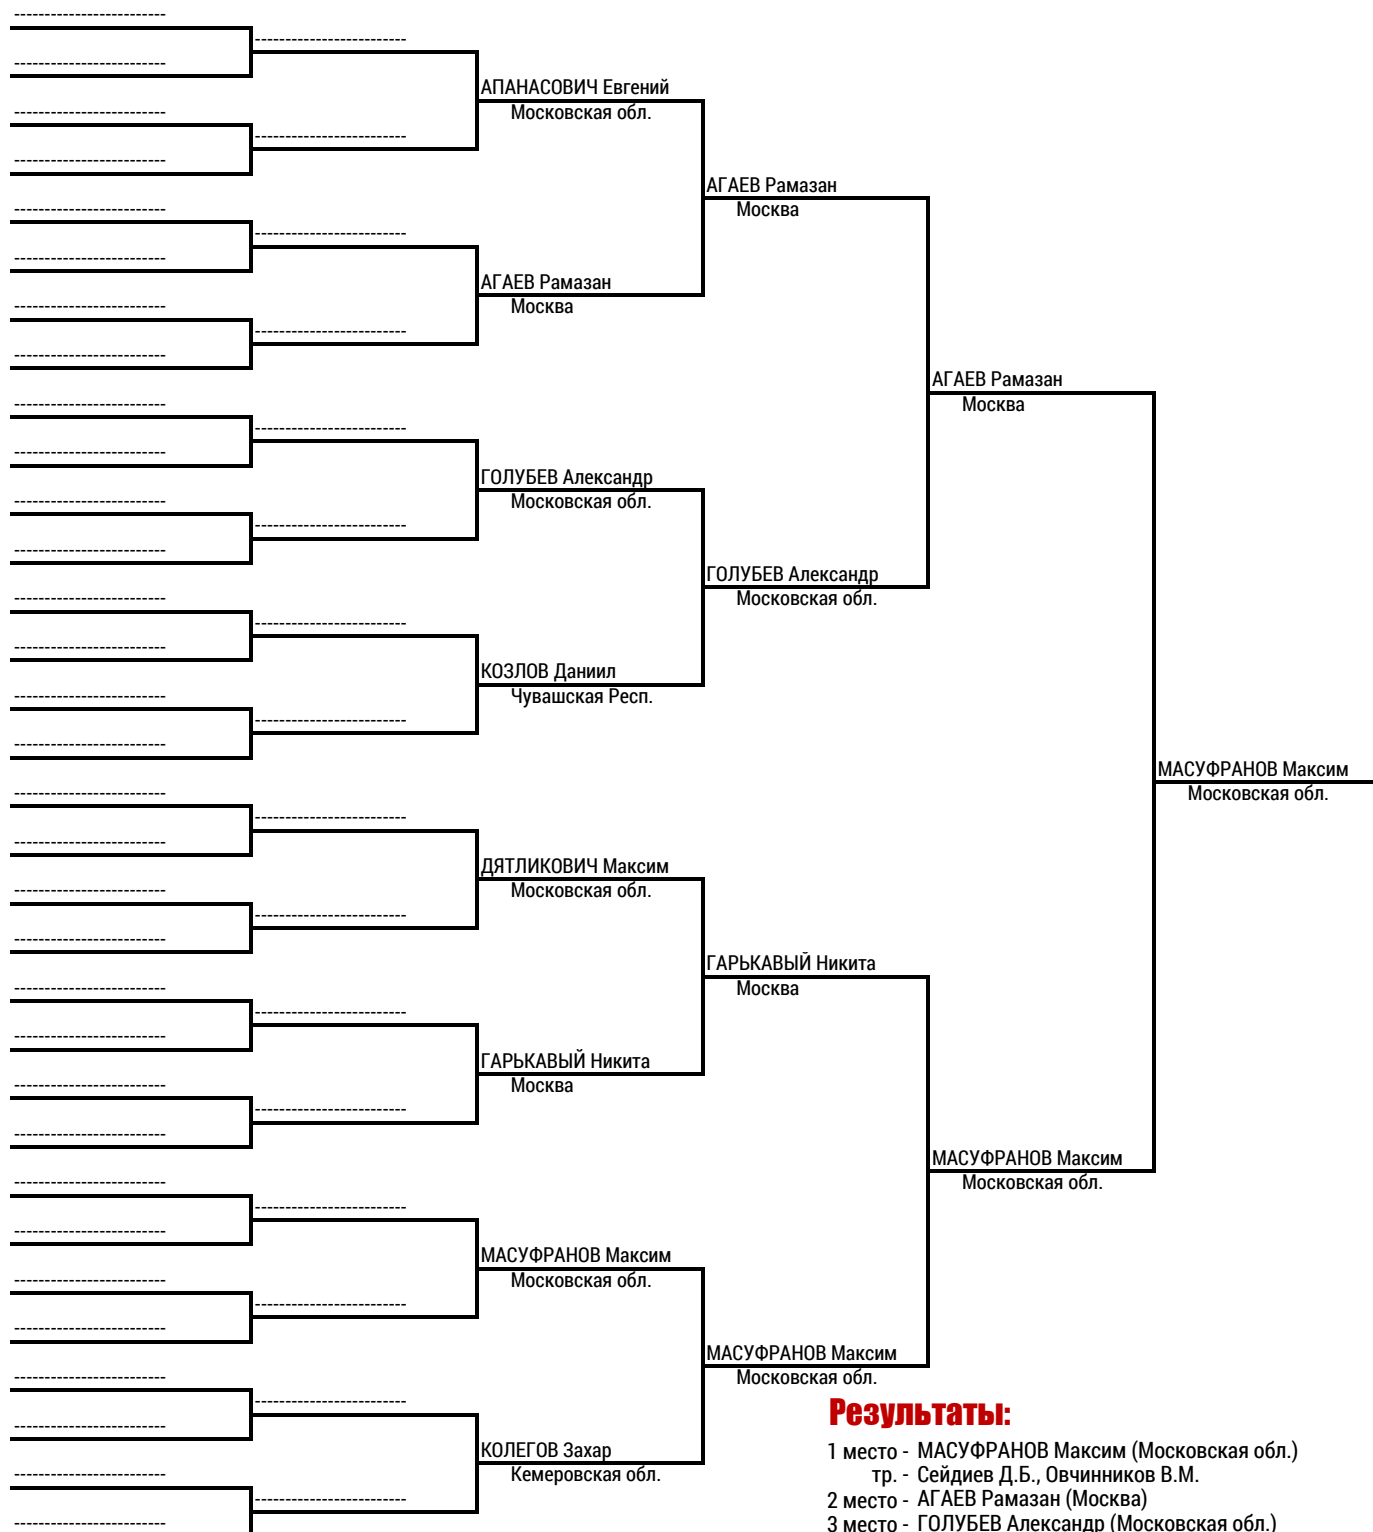 АПАНАСОВИЧ Евгений
Московская обл.
АГАЕВ Рамазан
Москва
АГАЕВ Рамазан
Москва
АГАЕВ Рамазан
Москва
ГОЛУБЕВ Александр
Московская обл.
ГОЛУБЕВ Александр
Московская обл.
КОЗЛОВ Даниил
Чувашская Респ.
МАСУФРАНОВ Максим
Московская обл.
ДЯТЛИКОВИЧ Максим
Московская обл.
ГАРЬКАВЫЙ Никита
Москва
ГАРЬКАВЫЙ Никита
Москва
МАСУФРАНОВ Максим
Московская обл.
МАСУФРАНОВ Максим
Московская обл.
МАСУФРАНОВ Максим
Московская обл.
КОЛЕГОВ Захар
Кемеровская обл.
Результаты:
1 место - МАСУФРАНОВ Максим (Московская обл.)
тр. - Сейдиев Д.Б., Овчинников В.М.
2 место - АГАЕВ Рамазан (Москва)
3 место - ГОЛУБЕВ Александр (Московская обл.)